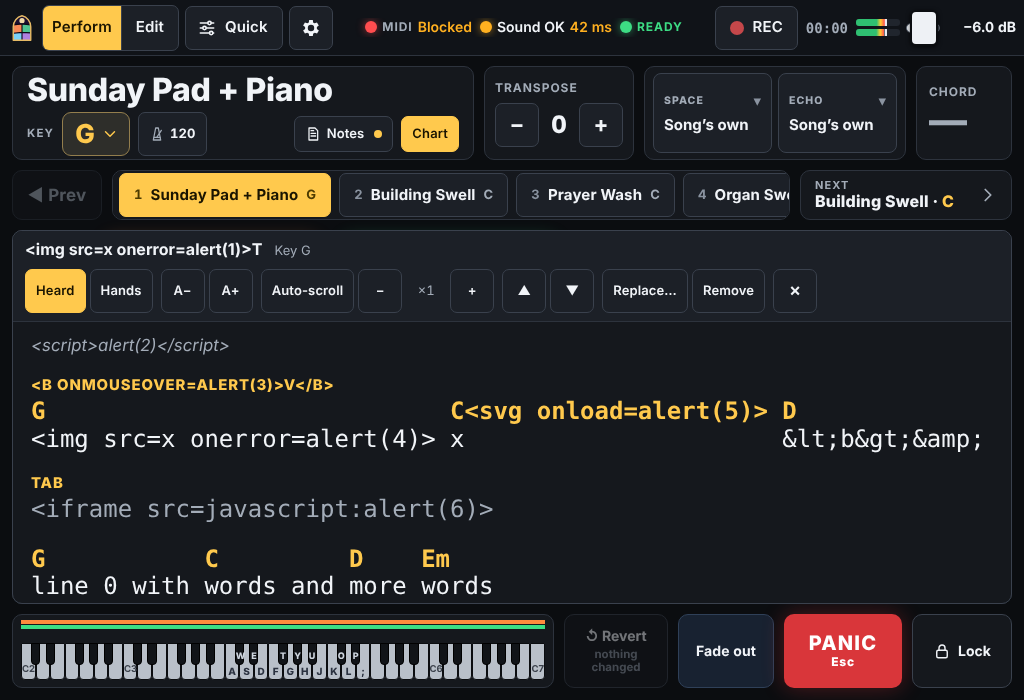 Perform Edit Quick MIDI Blocked Sound OK 42 ms READY REC 00:00 −6.0 dB
Sunday Pad + Piano
KEY G 120 Notes Chart
TRANSPOSE
− 0 +
SPACE ▼
Song’s own
ECHO ▼
Song’s own
CHORD
◀ Prev
1 Sunday Pad + Piano G
2 Building Swell C
3 Prayer Wash C
4 Organ Swe
NEXT
Building Swell · C
<img src=x onerror=alert(1)>T Key G
Heard Hands A− A+ Auto-scroll − ×1 + ▲ ▼ Replace… Remove ×
<script>alert(2)</script>
<B ONMOUSEOVER=ALERT(3)>V</B>
G C<svg onload=alert(5)> D
<img src=x onerror=alert(4)> x &lt;b&gt;&amp;
TAB
<iframe src=javascript:alert(6)>
G C D Em
line 0 with words and more words
W E T Y U O P
C2 C3 A S D F G H J K L ; C6 C7
Revert
nothing
changed
Fade out
PANIC
Esc
Lock